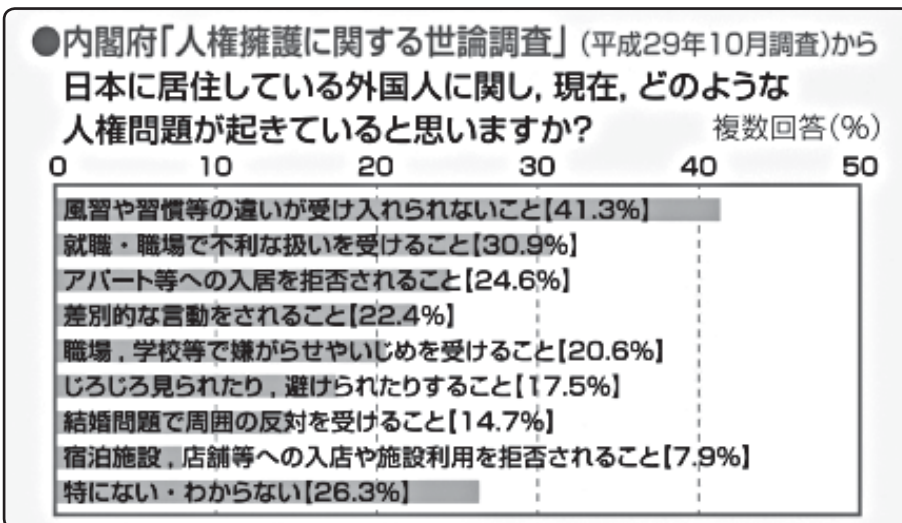 ●内閣府「人権擁護に関する世論調査」（平成29年10月調査）から
日本に居住している外国人に関し，現在，どのような
人権問題が起きていると思いますか？ 複数回答（%）
0 10 20 30 40 50
風習や習慣等の違いが受け入れられないこと【41.3%】
就職・職場で不利な扱いを受けること【30.9%】
アパート等への入居を拒否されること【24.6%】
差別的な言動をされること【22.4%】
職場，学校等で嫌がらせやいじめを受けること【20.6%】
じろじろ見られたり，避けられたりすること【17.5%】
結婚問題で周囲の反対を受けること【14.7%】
宿泊施設，店舗等への入店や施設利用を拒否されること【7.9%】
特にない・わからない【26.3%】